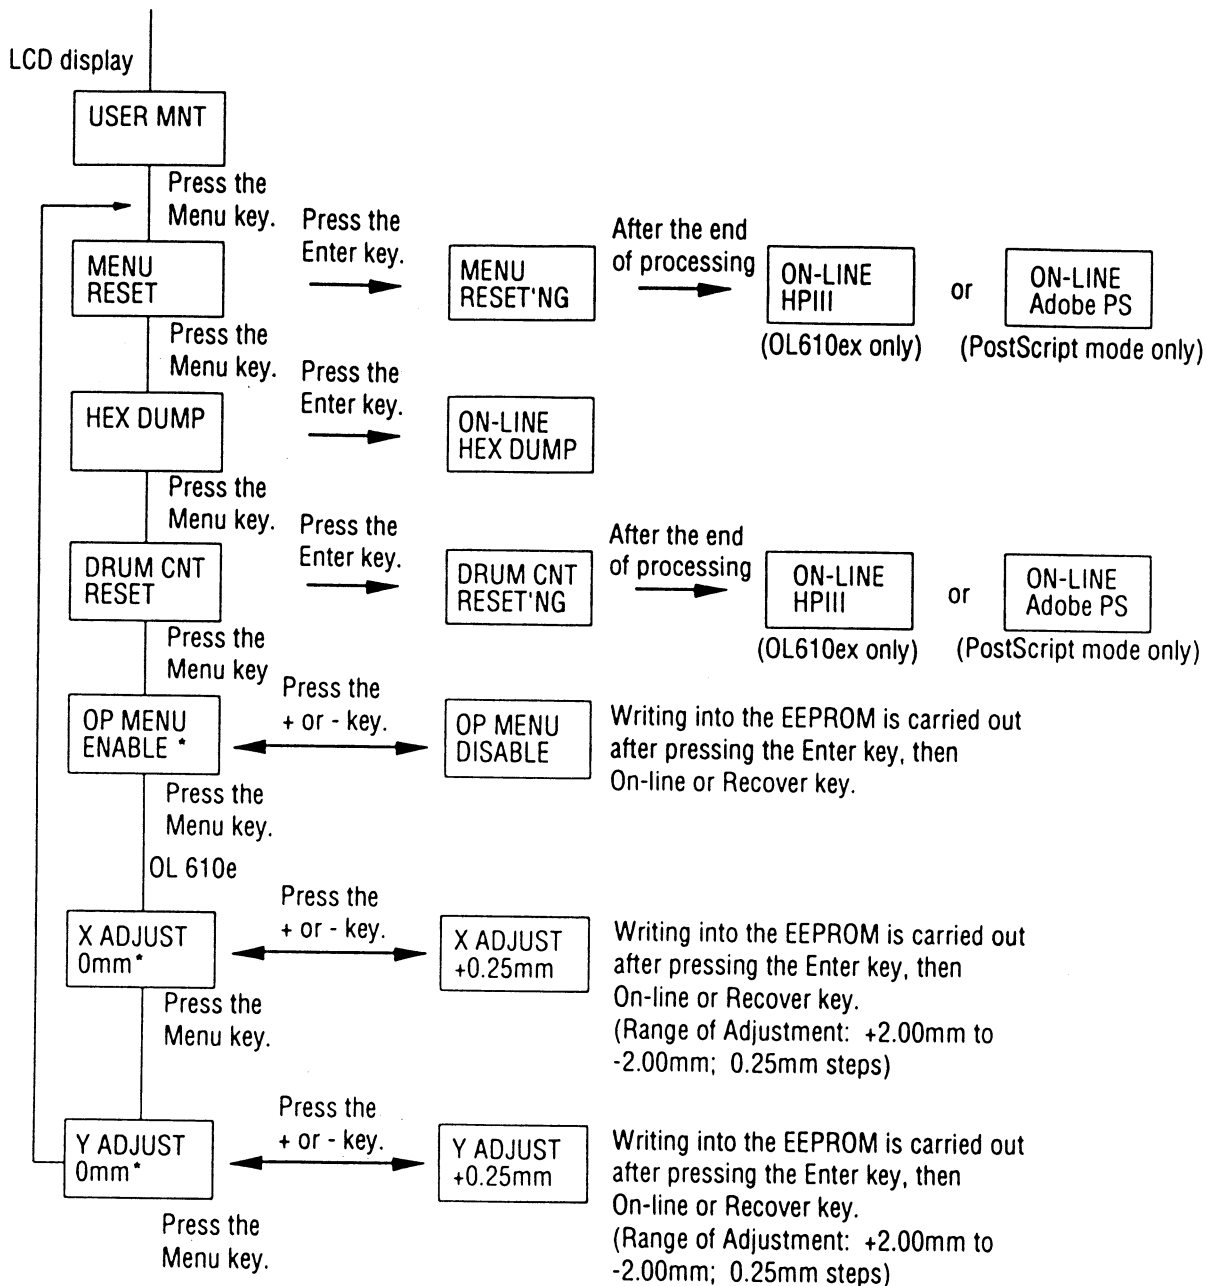 LCD display
USER MNT
Press the
Menu key.
MENU
RESET
Press the
Enter key.
MENU
RESET'NG
After the end
of processing
ON-LINE
HPIII
(OL610ex only)
or
ON-LINE
Adobe PS
(PostScript mode only)
Press the
Menu key.
HEX DUMP
Press the
Enter key.
ON-LINE
HEX DUMP
Press the
Menu key.
DRUM CNT
RESET
Press the
Enter key.
DRUM CNT
RESET'NG
After the end
of processing
ON-LINE
HPIII
(OL610ex only)
or
ON-LINE
Adobe PS
(PostScript mode only)
Press the
Menu key
OP MENU
ENABLE *
Press the
+ or - key.
OP MENU
DISABLE
Writing into the EEPROM is carried out
after pressing the Enter key, then
On-line or Recover key.
Press the
Menu key.
OL 610e
X ADJUST
0mm*
Press the
+ or - key.
X ADJUST
+0.25mm
Writing into the EEPROM is carried out
after pressing the Enter key, then
On-line or Recover key.
(Range of Adjustment: +2.00mm to
-2.00mm; 0.25mm steps)
Press the
Menu key.
Y ADJUST
0mm*
Press the
+ or - key.
Y ADJUST
+0.25mm
Writing into the EEPROM is carried out
after pressing the Enter key, then
On-line or Recover key.
(Range of Adjustment: +2.00mm to
-2.00mm; 0.25mm steps)
Press the
Menu key.